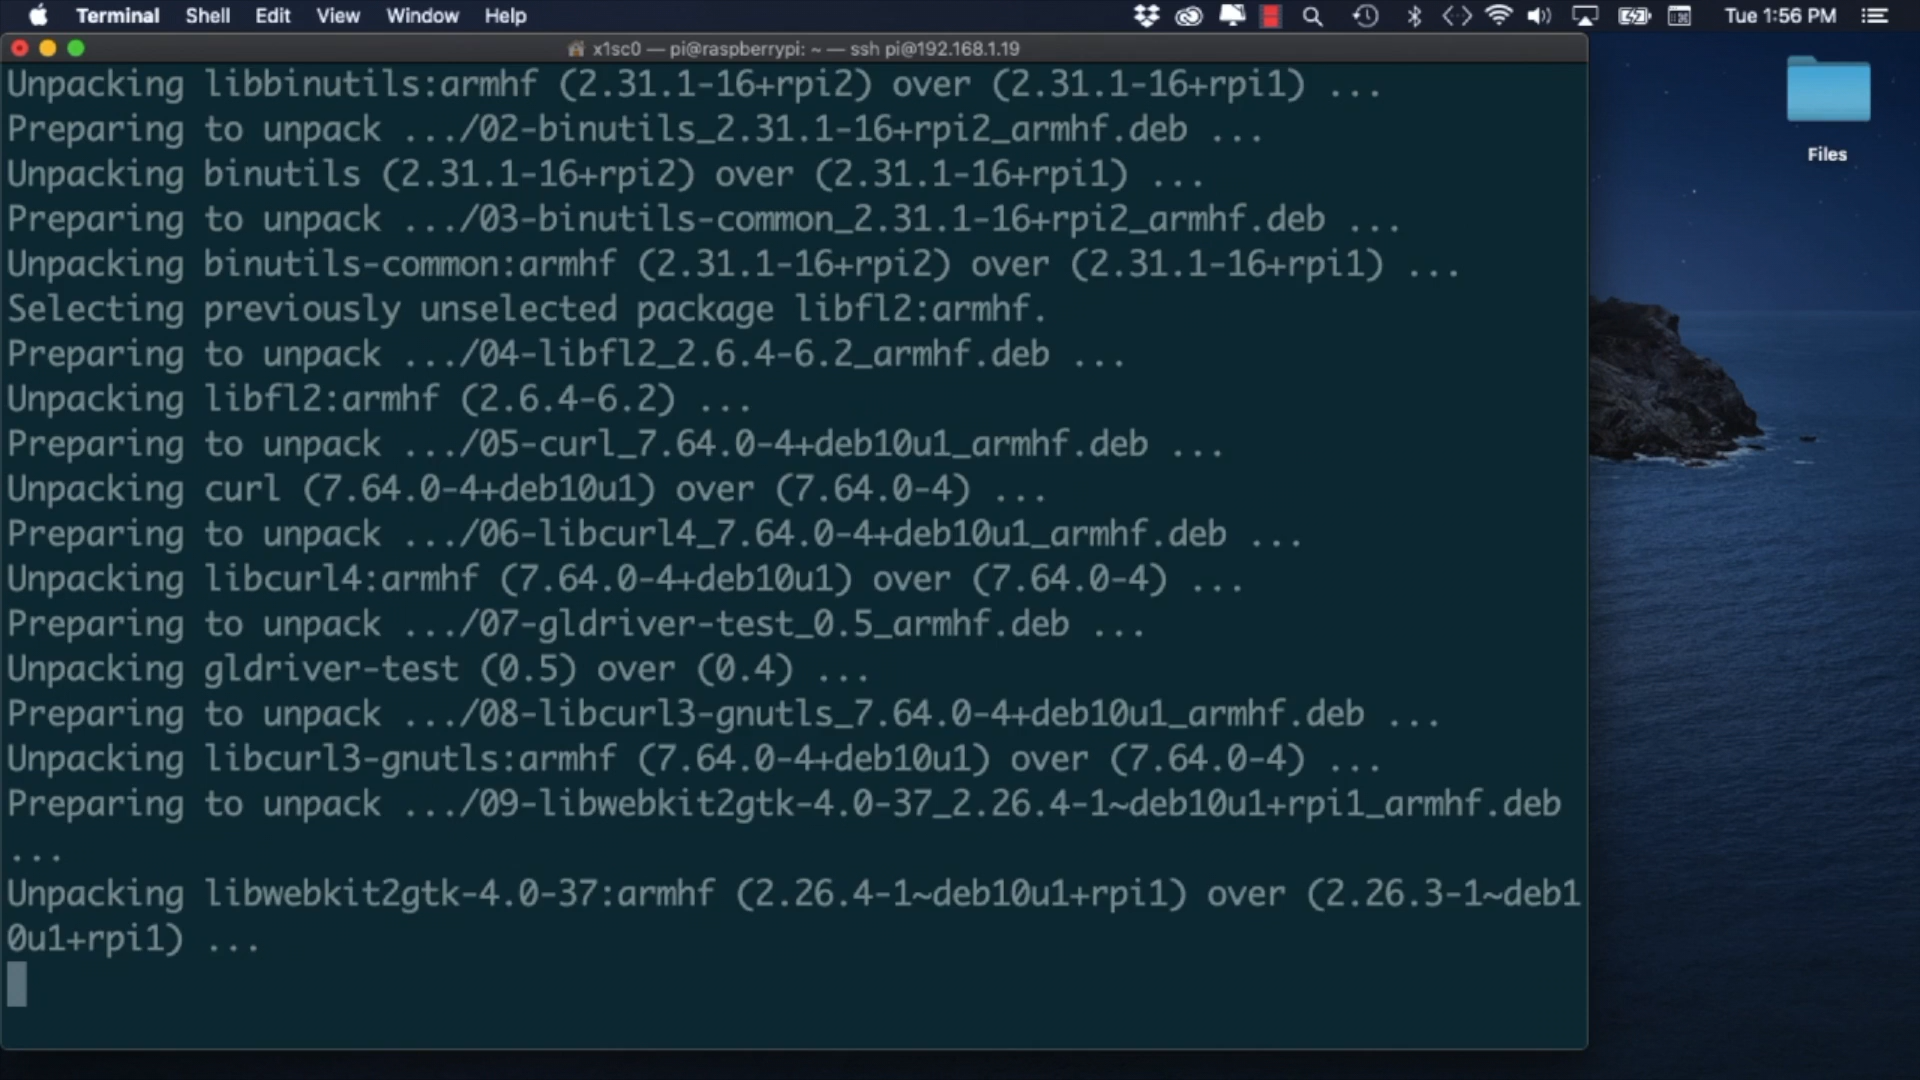 Terminal Shell Edit View Window Help Tue 1:56 PM
x1sc0 — pi@raspberrypi: ~ — ssh pi@192.168.1.19
Unpacking libbinutils:armhf (2.31.1-16+rpi2) over (2.31.1-16+rpi1) ...
Preparing to unpack .../02-binutils_2.31.1-16+rpi2_armhf.deb ...
Unpacking binutils (2.31.1-16+rpi2) over (2.31.1-16+rpi1) ...
Preparing to unpack .../03-binutils-common_2.31.1-16+rpi2_armhf.deb ...
Unpacking binutils-common:armhf (2.31.1-16+rpi2) over (2.31.1-16+rpi1) ...
Selecting previously unselected package libfl2:armhf.
Preparing to unpack .../04-libfl2_2.6.4-6.2_armhf.deb ...
Unpacking libfl2:armhf (2.6.4-6.2) ...
Preparing to unpack .../05-curl_7.64.0-4+deb10u1_armhf.deb ...
Unpacking curl (7.64.0-4+deb10u1) over (7.64.0-4) ...
Preparing to unpack .../06-libcurl4_7.64.0-4+deb10u1_armhf.deb ...
Unpacking libcurl4:armhf (7.64.0-4+deb10u1) over (7.64.0-4) ...
Preparing to unpack .../07-gldriver-test_0.5_armhf.deb ...
Unpacking gldriver-test (0.5) over (0.4) ...
Preparing to unpack .../08-libcurl3-gnutls_7.64.0-4+deb10u1_armhf.deb ...
Unpacking libcurl3-gnutls:armhf (7.64.0-4+deb10u1) over (7.64.0-4) ...
Preparing to unpack .../09-libwebkit2gtk-4.0-37_2.26.4-1~deb10u1+rpi1_armhf.deb
...
Unpacking libwebkit2gtk-4.0-37:armhf (2.26.4-1~deb10u1+rpi1) over (2.26.3-1~deb1
0u1+rpi1) ...
Files